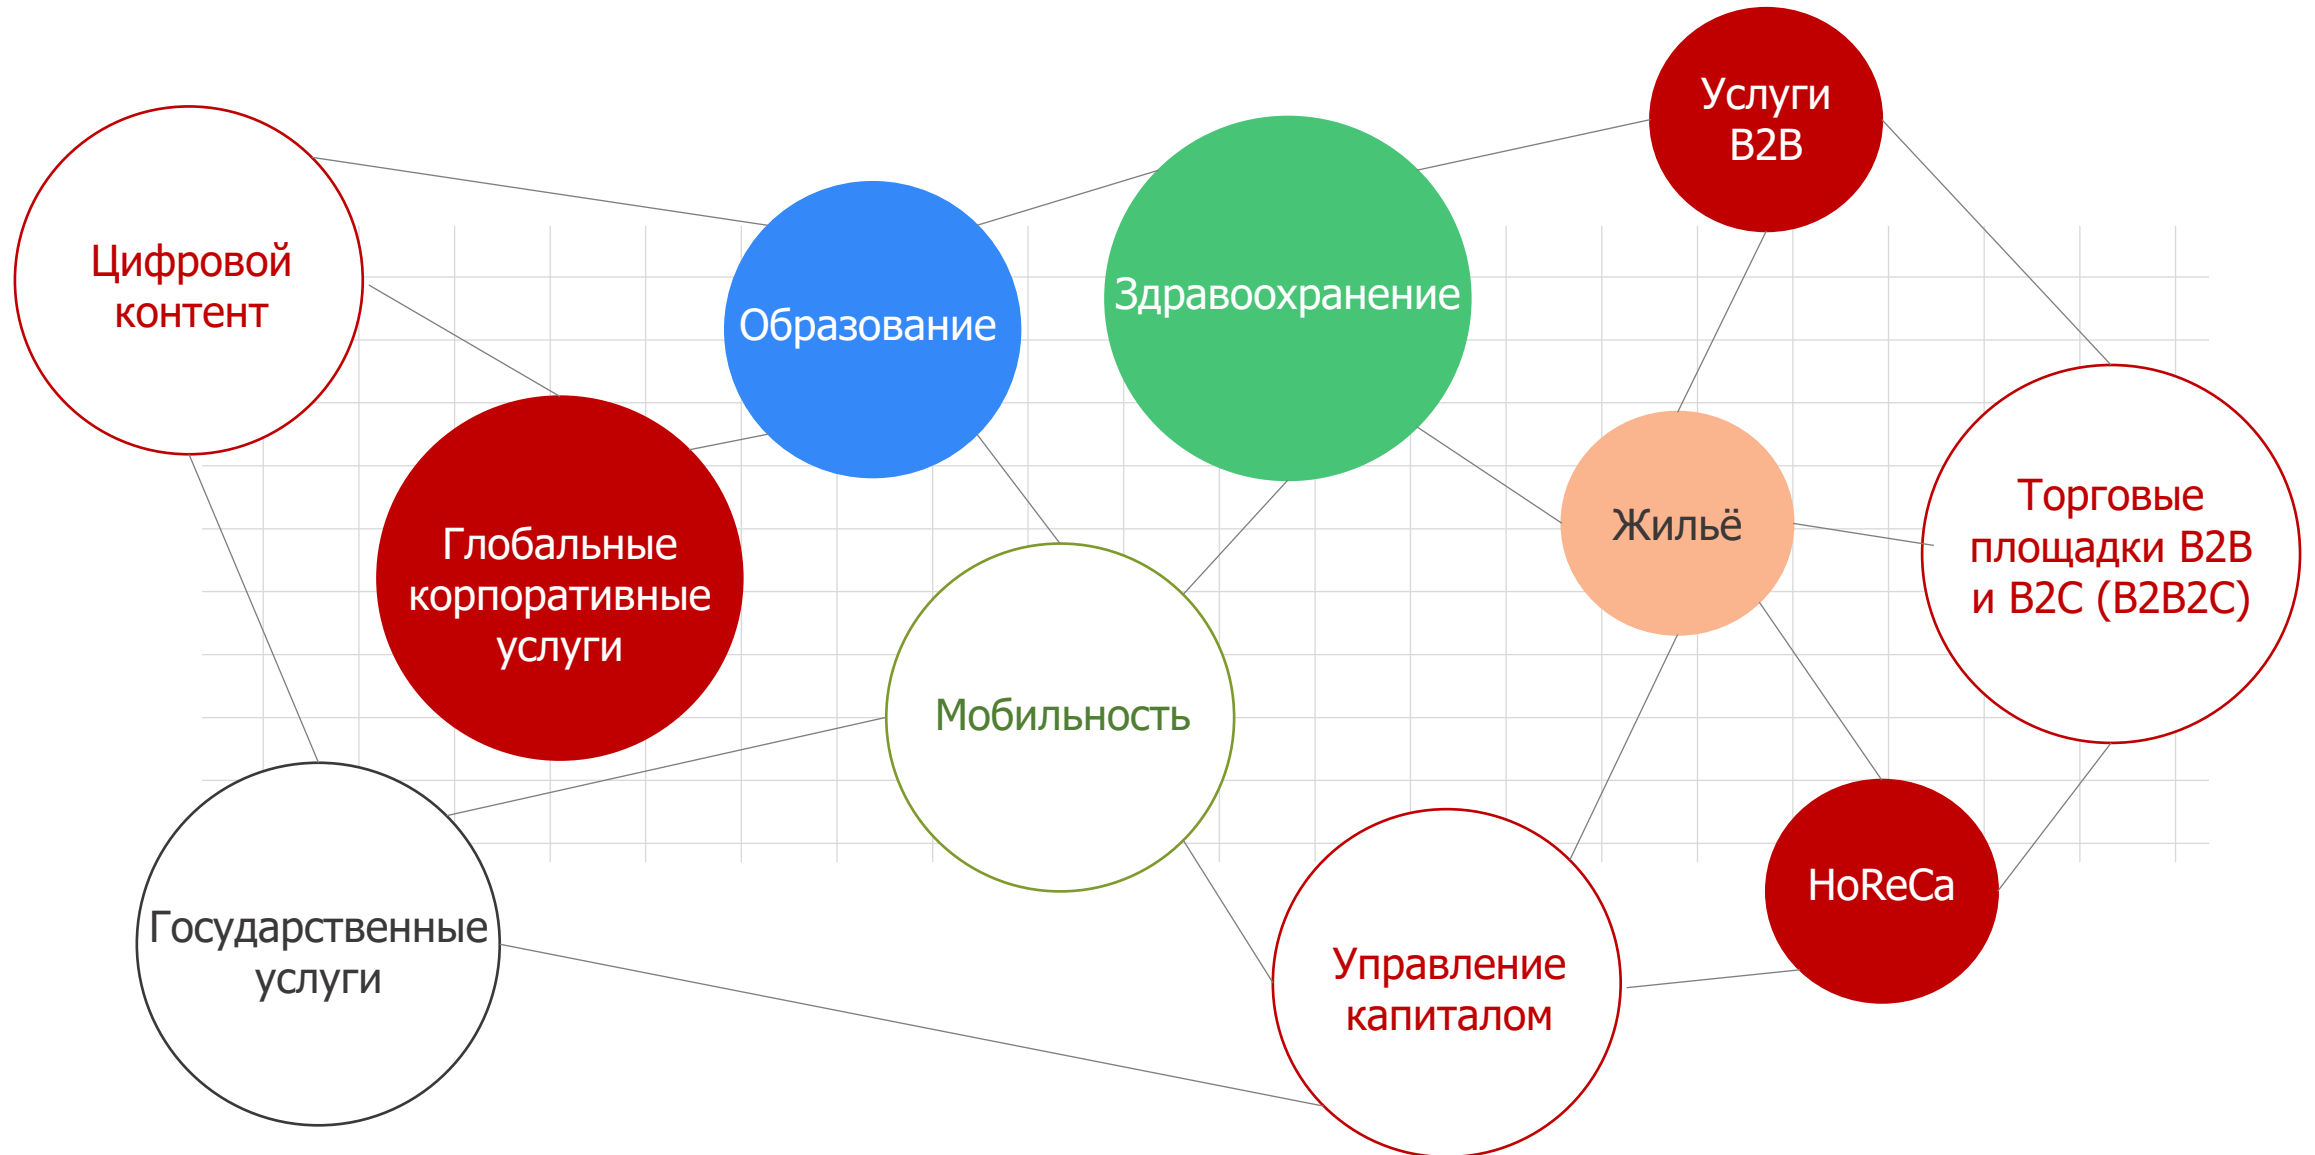 Услуги
B2B
Цифровой
контент
Образование
Здравоохранение
Глобальные
корпоративные
услуги
Жильё
Торговые
площадки B2B
и B2C (B2B2C)
Мобильность
HoReCa
Государственные
услуги
Управление
капиталом